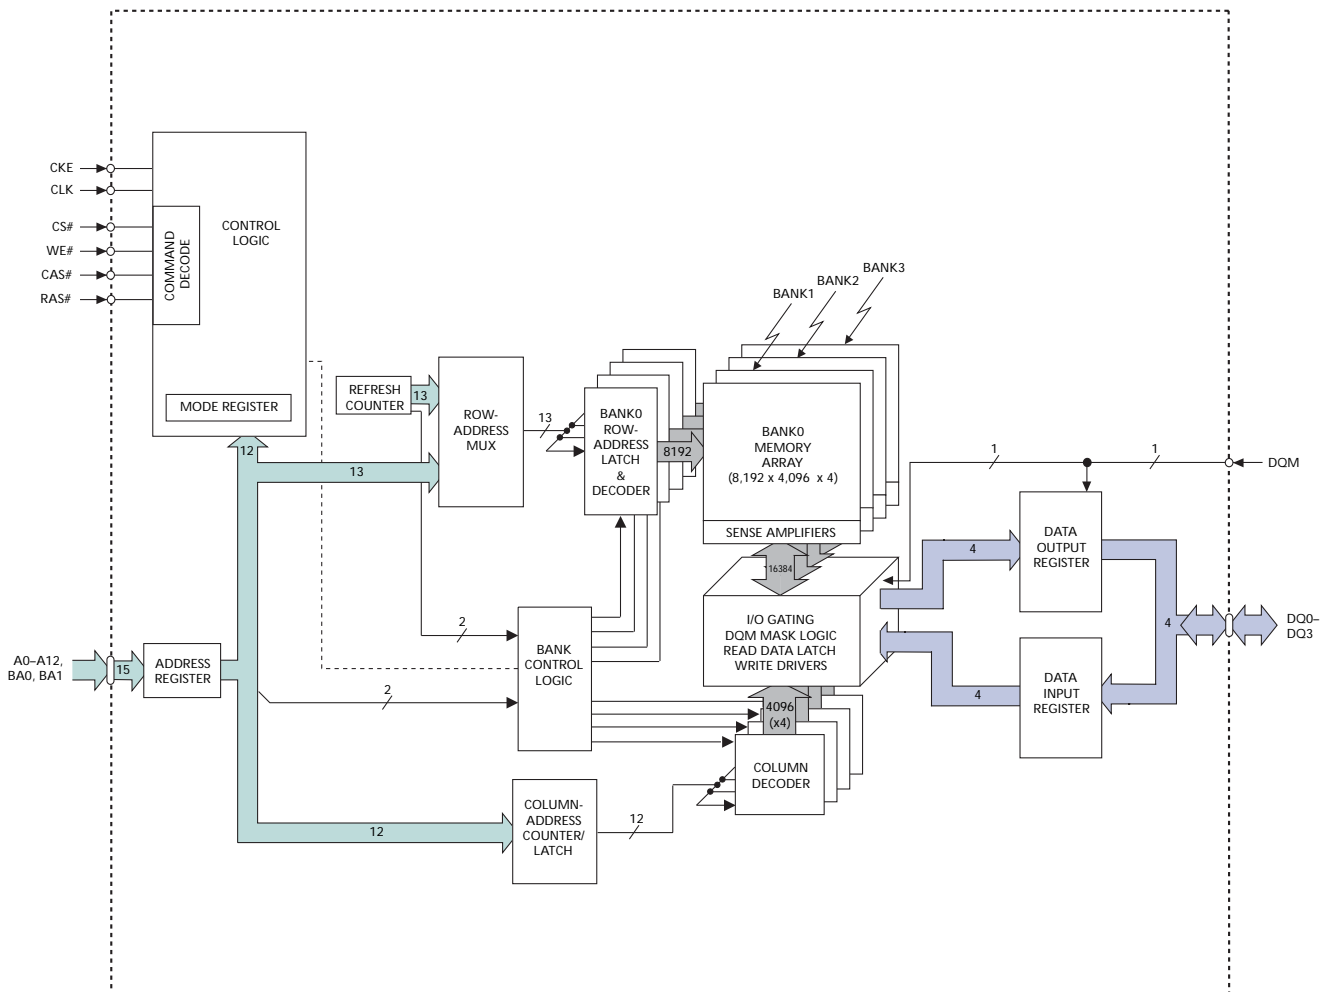 CKE
CLK
CS#
WE#
CAS#
RAS#
COMMAND
DECODE
CONTROL
LOGIC
MODE REGISTER
12
13
REFRESH
COUNTER
13
ROW-
ADDRESS
MUX
13
BANK0
ROW-
ADDRESS
LATCH
&
DECODER
8192
BANK1
BANK2
BANK3
BANK0
MEMORY
ARRAY
(8,192 x 4,096 x 4)
SENSE AMPLIFIERS
16384
I/O GATING
DQM MASK LOGIC
READ DATA LATCH
WRITE DRIVERS
1
1
DQM
DATA
OUTPUT
REGISTER
4
4
DQ0–
DQ3
DATA
INPUT
REGISTER
4
A0–A12,
BA0, BA1
15
ADDRESS
REGISTER
2
2
BANK
CONTROL
LOGIC
4096
(x4)
COLUMN
DECODER
12
COLUMN-
ADDRESS
COUNTER/
LATCH
12